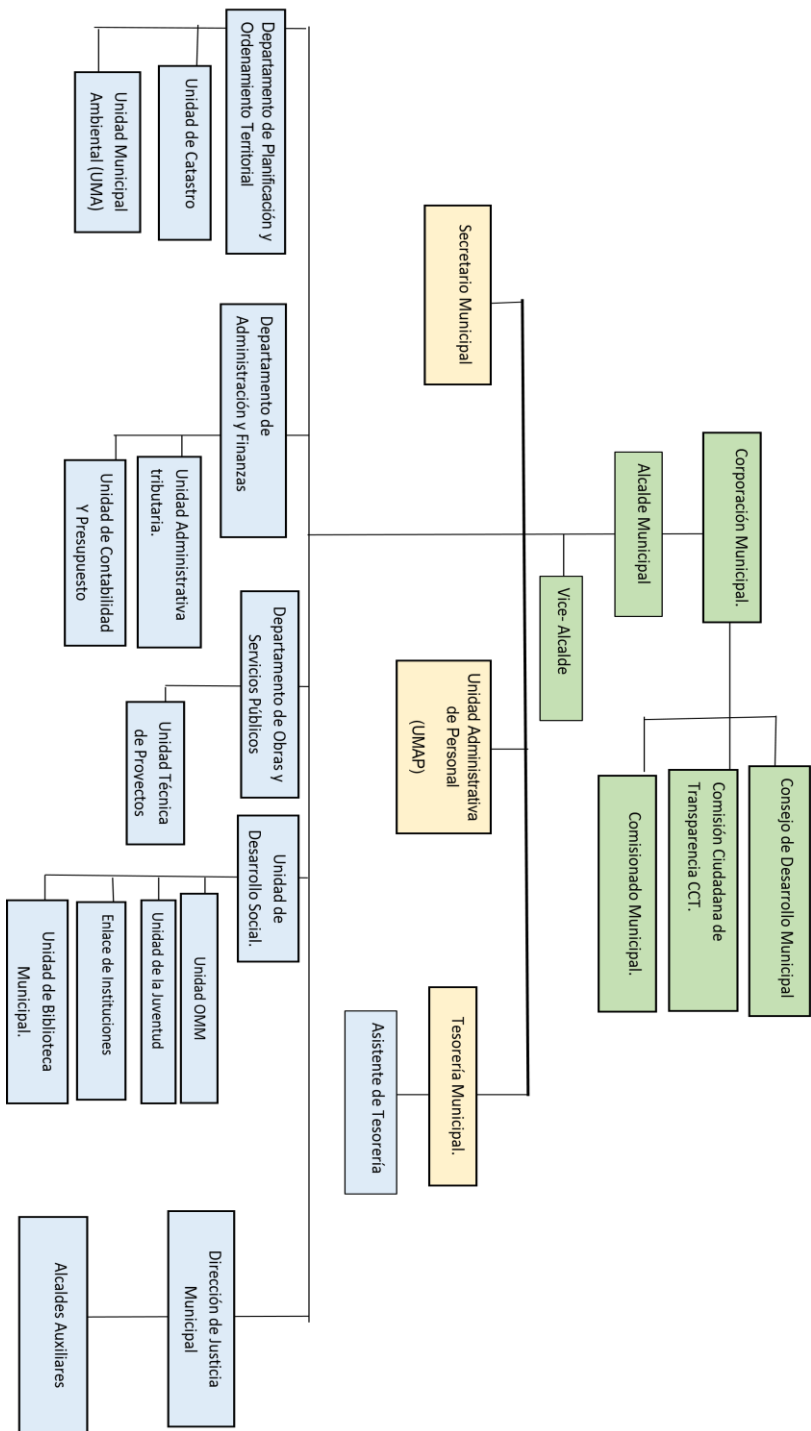 Corporación Municipal.
Consejo de Desarrollo Municipal
Comisión Ciudadana de
Transparencia CCT.
Comisionado Municipal.
Alcalde Municipal
Vice- Alcalde
Secretario Municipal
Unidad Administrativa
de Personal
(UMAP)
Tesorería Municipal.
Asistente de Tesorería
Departamento de Planificación y
Ordenamiento Territorial
Unidad de Catastro
Unidad Municipal
Ambiental (UMA)
Departamento de
Administración y Finanzas
Unidad Administrativa
tributaria.
Unidad de Contabilidad
Y Presupuesto
Departamento de Obras y
Servicios Públicos
Unidad Técnica
de Proyectos
Unidad de
Desarrollo Social.
Unidad OMM
Unidad de la Juventud
Enlace de Instituciones
Unidad de Biblioteca
Municipal.
Dirección de Justicia
Municipal
Alcaldes Auxiliares